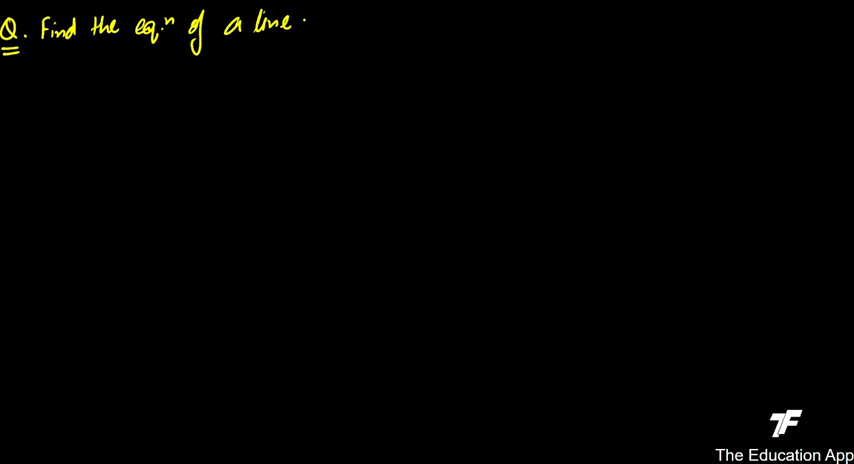 Q. Find the eq.n of a line.
The Education App